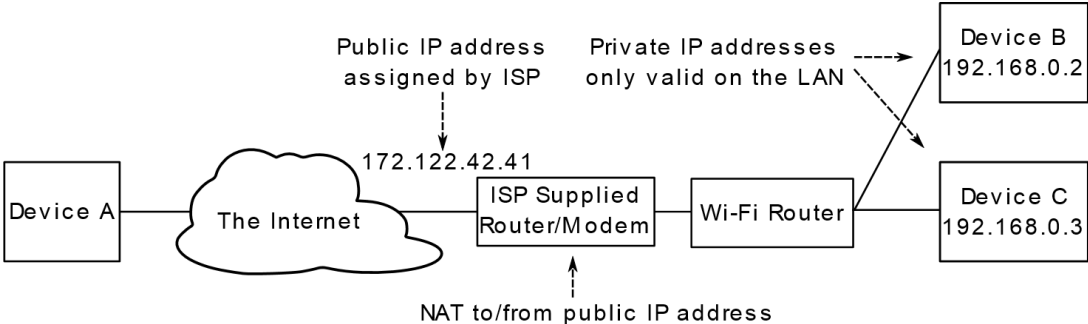 Public IP address
assigned by ISP
Private IP addresses
only valid on the LAN
Device B
192.168.0.2
172.122.42.41
Device A
The Internet
ISP Supplied
Router/Modem
Wi-Fi Router
Device C
192.168.0.3
NAT to/from public IP address